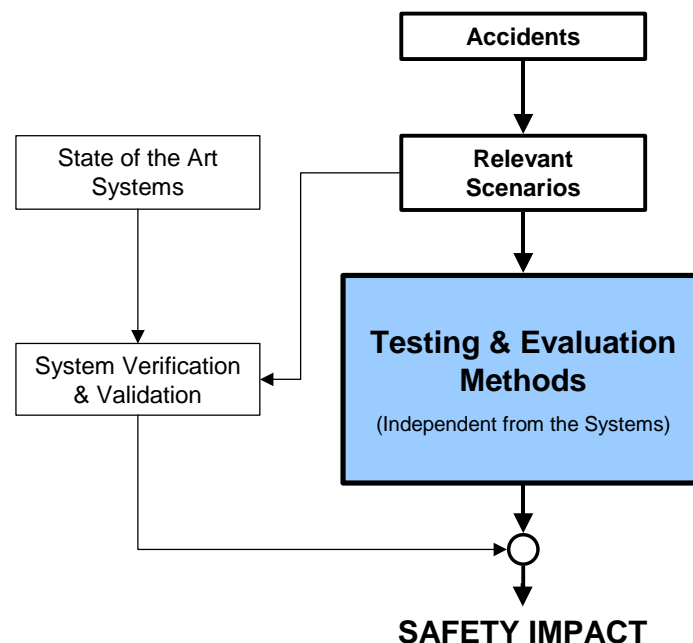 Accidents
State of the Art
Systems
Relevant
Scenarios
System Verification
& Validation
Testing & Evaluation
Methods
(Independent from the Systems)
SAFETY IMPACT